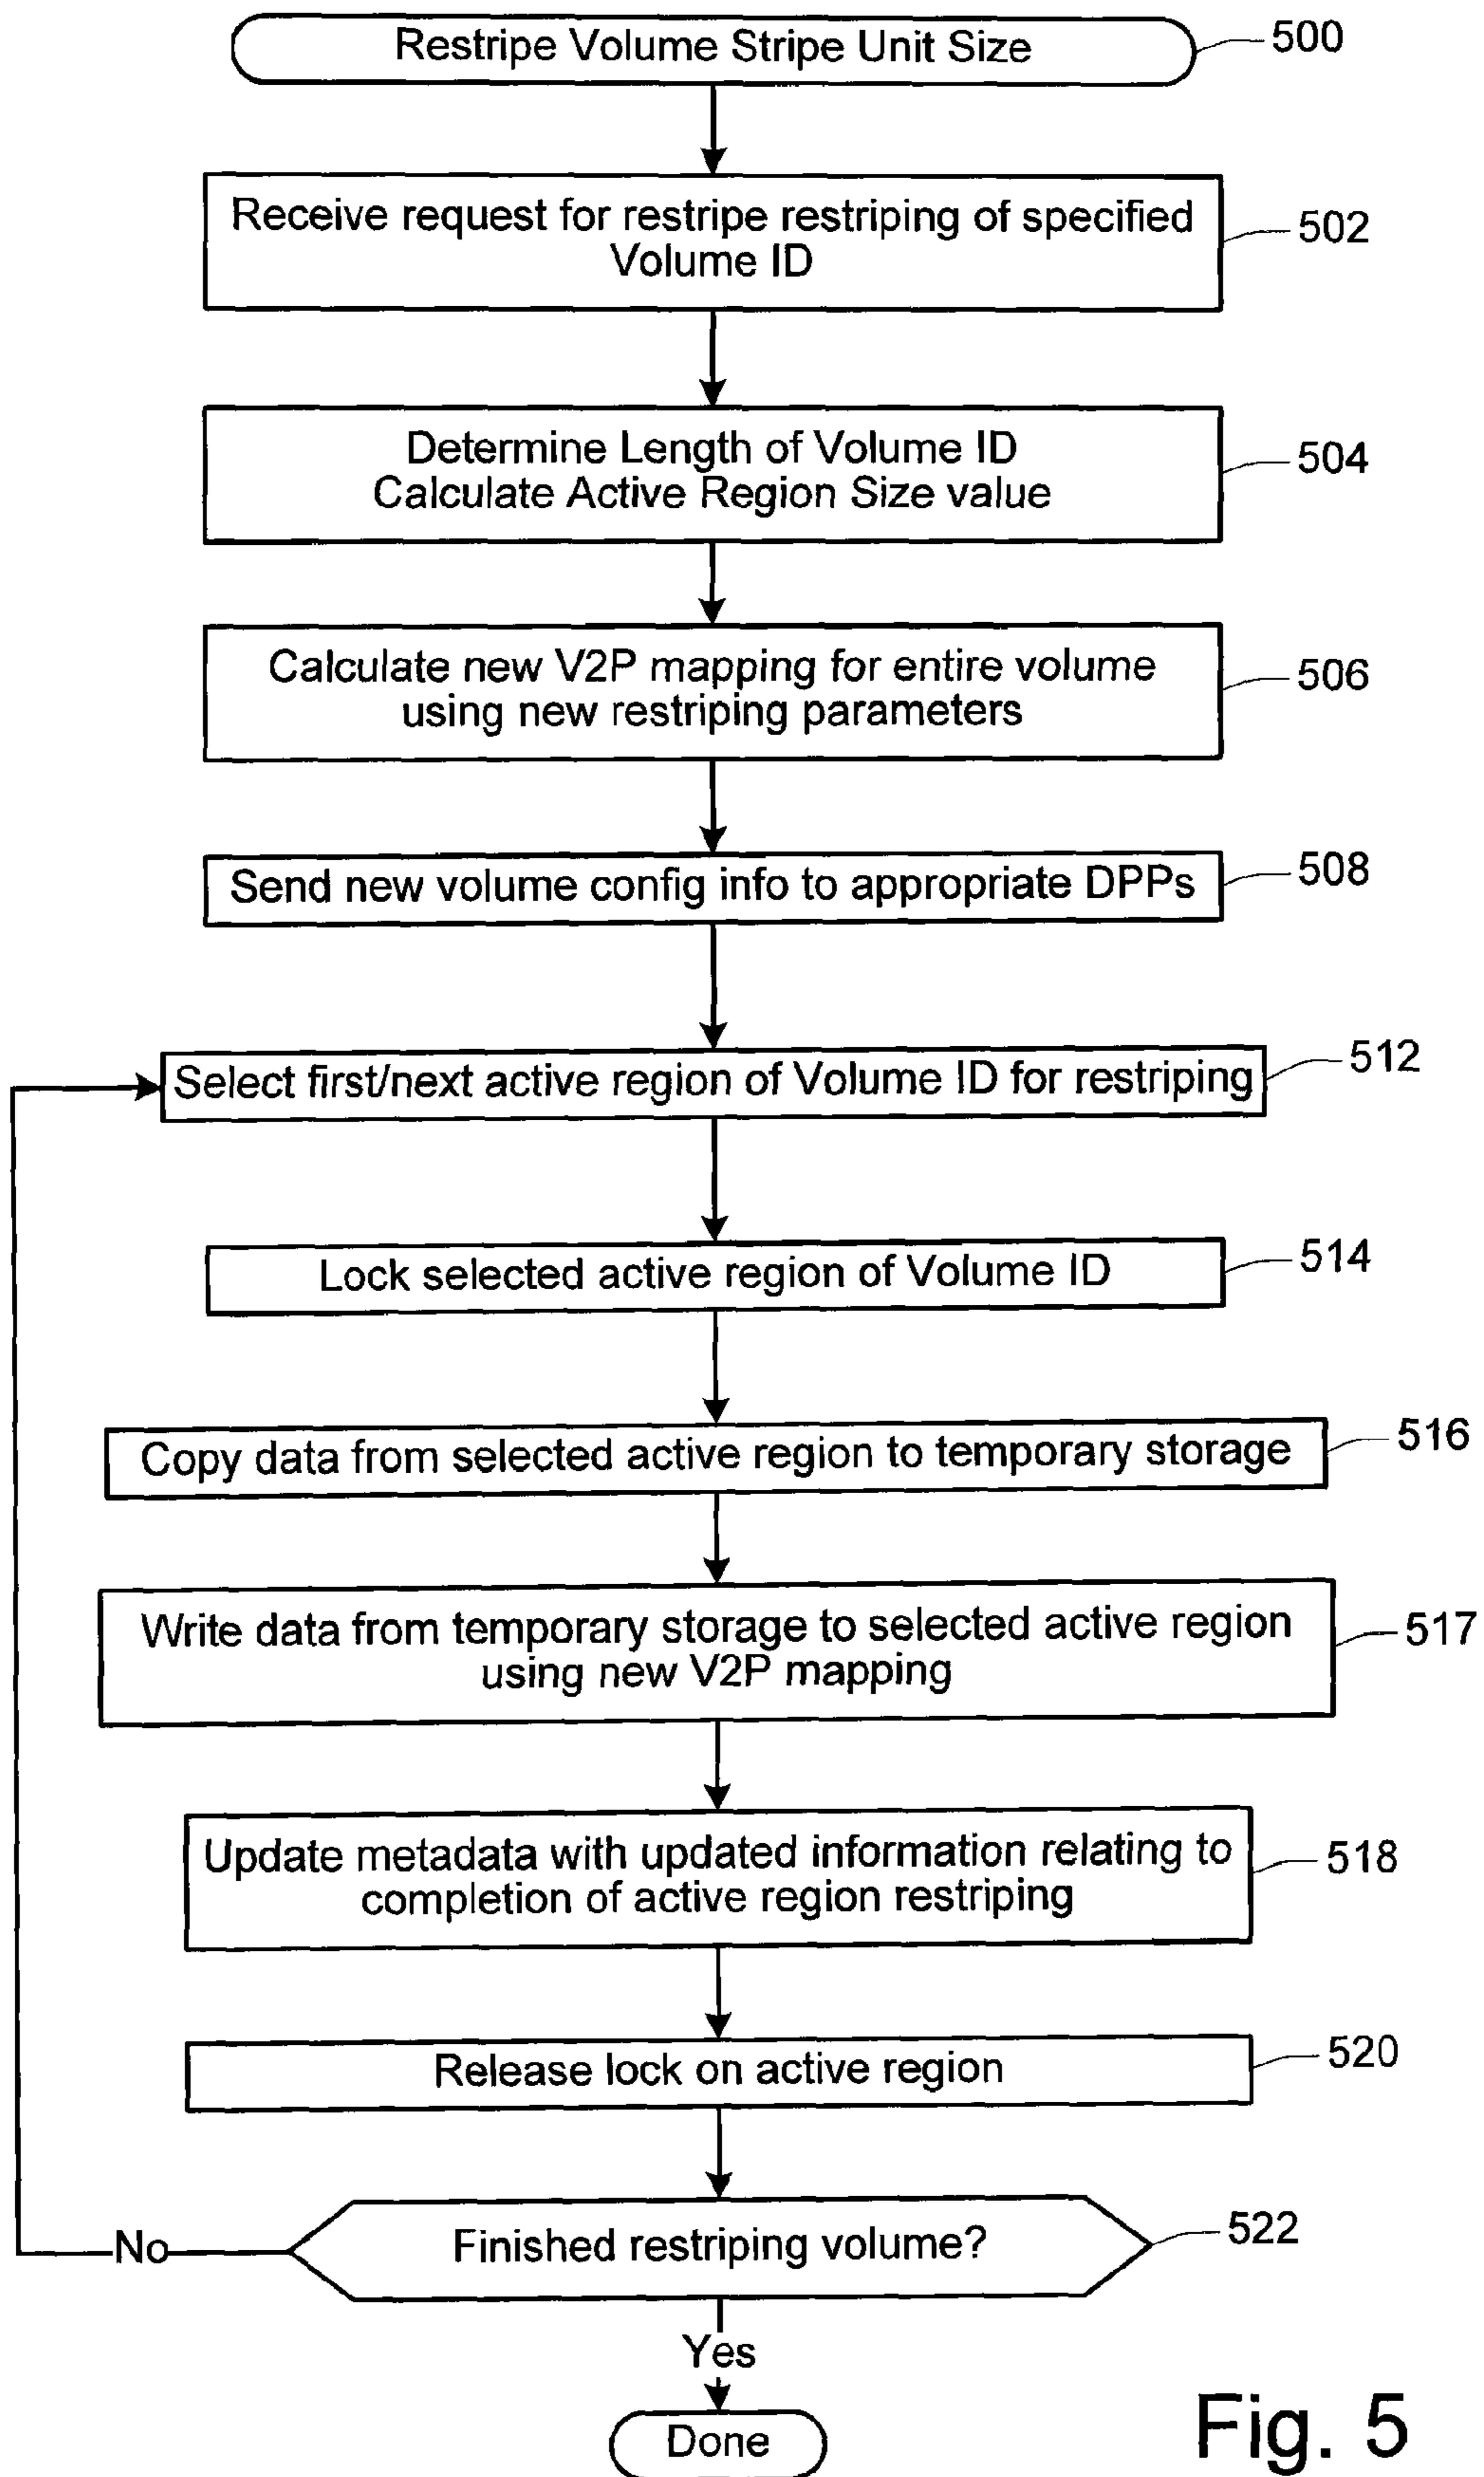 Restripe Volume Stripe Unit Size
500
Receive request for restripe restriping of specified
Volume ID
502
Determine Length of Volume ID
Calculate Active Region Size value
504
Calculate new V2P mapping for entire volume
using new restriping parameters
506
Send new volume config info to appropriate DPPs
508
Select first/next active region of Volume ID for restriping
512
Lock selected active region of Volume ID
514
Copy data from selected active region to temporary storage
516
Write data from temporary storage to selected active region
using new V2P mapping
517
Update metadata with updated information relating to
completion of active region restriping
518
Release lock on active region
520
Finished restriping volume?
522
No
Yes
Done
Fig. 5